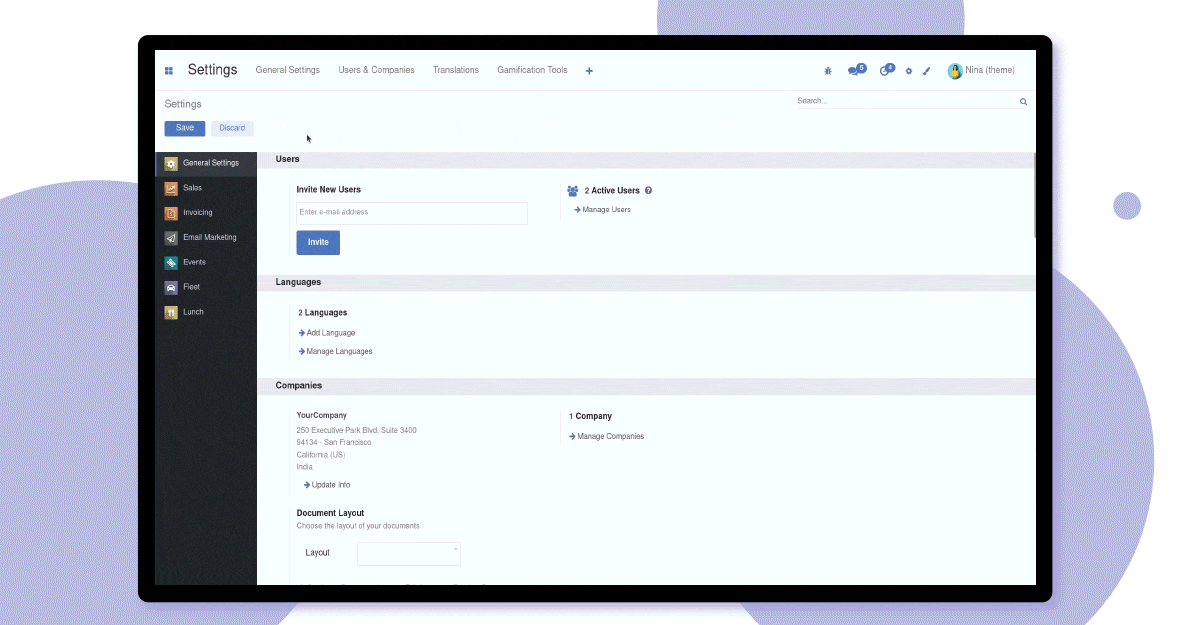 Settings General Settings Users & Companies Translations Gamification Tools 5 4 Nina (theme)
Settings Search...
Save Discard
General Settings
Sales
Invoicing
Email Marketing
Events
Fleet
Lunch
Users
Invite New Users
Enter e-mail address
Invite
2 Active Users
Manage Users
Languages
2 Languages
Add Language
Manage Languages
Companies
YourCompany
250 Executive Park Blvd, Suite 3400
94134 - San Francisco
California (US)
India
Update Info
1 Company
Manage Companies
Document Layout
Choose the layout of your documents
Layout